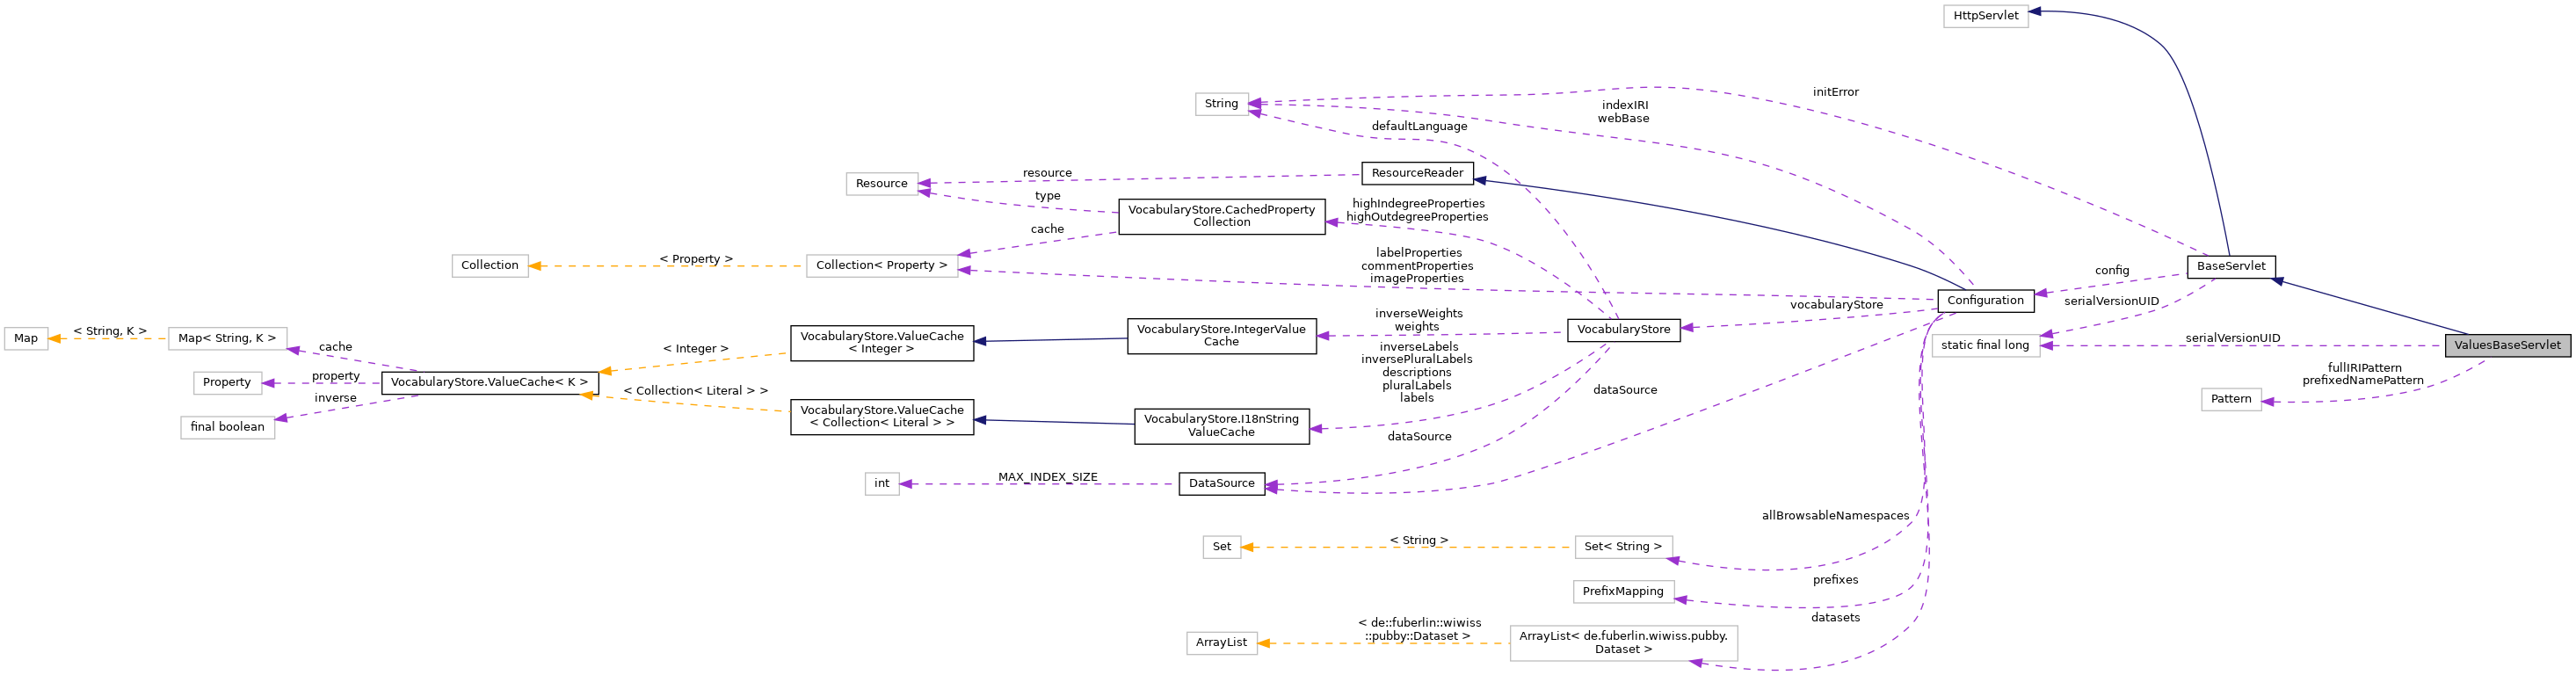 HttpServlet
initError
String
indexIRI
webBase
defaultLanguage
ResourceReader
resource
Resource
type
VocabularyStore.CachedProperty
Collection
highIndegreeProperties
highOutdegreeProperties
cache
Collection
< Property >
Collection< Property >
labelProperties
commentProperties
imageProperties
BaseServlet
config
Configuration
serialVersionUID
vocabularyStore
VocabularyStore
inverseWeights
weights
VocabularyStore.IntegerValue
Cache
Map
< String, K >
Map< String, K >
cache
VocabularyStore.ValueCache
< Integer >
< Integer >
static final long
serialVersionUID
ValuesBaseServlet
inverseLabels
inversePluralLabels
descriptions
pluralLabels
labels
fullIRIPattern
prefixedNamePattern
Pattern
Property
property
VocabularyStore.ValueCache< K >
< Collection< Literal > >
dataSource
inverse
final boolean
VocabularyStore.ValueCache
< Collection< Literal > >
VocabularyStore.I18nString
ValueCache
dataSource
int
MAX_INDEX_SIZE
DataSource
allBrowsableNamespaces
Set
< String >
Set< String >
prefixes
PrefixMapping
datasets
ArrayList
< de::fuberlin::wiwiss
::pubby::Dataset >
ArrayList< de.fuberlin.wiwiss.pubby.
Dataset >